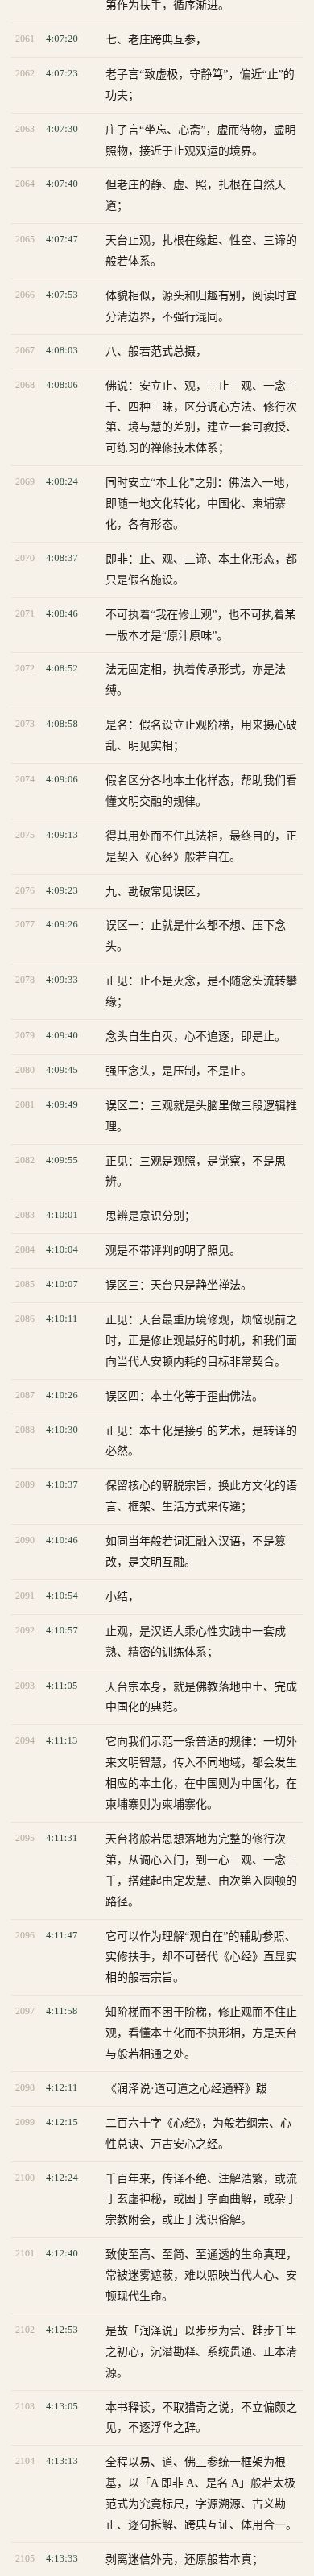 第作为扶手，循序渐进。
2061 4:07:20 七、老庄跨典互参，
2062 4:07:23 老子言“致虚极，守静笃”，偏近“止”的
功夫；
2063 4:07:30 庄子言“坐忘、心斋”，虚而待物，虚明
照物，接近于止观双运的境界。
2064 4:07:40 但老庄的静、虚、照，扎根在自然天
道；
2065 4:07:47 天台止观，扎根在缘起、性空、三谛的
般若体系。
2066 4:07:53 体貌相似，源头和归趣有别，阅读时宜
分清边界，不强行混同。
2067 4:08:03 八、般若范式总摄，
2068 4:08:06 佛说：安立止、观，三止三观、一念三
千、四种三昧，区分调心方法、修行次
第、境与慧的差别，建立一套可教授、
可练习的禅修技术体系；
2069 4:08:24 同时安立“本土化”之别：佛法入一地，
即随一地文化转化，中国化、柬埔寨
化，各有形态。
2070 4:08:37 即非：止、观、三谛、本土化形态，都
只是假名施设。
2071 4:08:46 不可执着“我在修止观”，也不可执着某
一版本才是“原汁原味”。
2072 4:08:52 法无固定相，执着传承形式，亦是法
缚。
2073 4:08:58 是名：假名设立止观阶梯，用来摄心破
乱、明见实相；
2074 4:09:06 假名区分各地本土化样态，帮助我们看
懂文明交融的规律。
2075 4:09:13 得其用处而不住其法相，最终目的，正
是契入《心经》般若自在。
2076 4:09:23 九、勘破常见误区，
2077 4:09:26 误区一：止就是什么都不想、压下念
头。
2078 4:09:33 正见：止不是灭念，是不随念头流转攀
缘；
2079 4:09:40 念头自生自灭，心不追逐，即是止。
2080 4:09:45 强压念头，是压制，不是止。
2081 4:09:49 误区二：三观就是头脑里做三段逻辑推
理。
2082 4:09:55 正见：三观是观照，是觉察，不是思
辨。
2083 4:10:01 思辨是意识分别；
2084 4:10:04 观是不带评判的明了照见。
2085 4:10:07 误区三：天台只是静坐禅法。
2086 4:10:11 正见：天台最重历境修观，烦恼现前之
时，正是修止观最好的时机，和我们面
向当代人安顿内耗的目标非常契合。
2087 4:10:26 误区四：本土化等于歪曲佛法。
2088 4:10:30 正见：本土化是接引的艺术，是转译的
必然。
2089 4:10:37 保留核心的解脱宗旨，换此方文化的语
言、框架、生活方式来传递；
2090 4:10:46 如同当年般若词汇融入汉语，不是篡
改，是文明互融。
2091 4:10:54 小结，
2092 4:10:57 止观，是汉语大乘心性实践中一套成
熟、精密的训练体系；
2093 4:11:05 天台宗本身，就是佛教落地中土、完成
中国化的典范。
2094 4:11:13 它向我们示范一条普适的规律：一切外
来文明智慧，传入不同地域，都会发生
相应的本土化，在中国则为中国化，在
柬埔寨则为柬埔寨化。
2095 4:11:31 天台将般若思想落地为完整的修行次
第，从调心入门，到一心三观、一念三
千，搭建起由定发慧、由次第入圆顿的
路径。
2096 4:11:47 它可以作为理解“观自在”的辅助参照、
实修扶手，却不可替代《心经》直显实
相的般若宗旨。
2097 4:11:58 知阶梯而不困于阶梯，修止观而不住止
观，看懂本土化而不执形相，方是天台
与般若相通之处。
2098 4:12:11 《润泽说·道可道之心经通释》跋
2099 4:12:15 二百六十字《心经》，为般若纲宗、心
性总诀、万古安心之经。
2100 4:12:24 千百年来，传译不绝、注解浩繁，或流
于玄虚神秘，或困于字面曲解，或杂于
宗教附会，或止于浅识俗解。
2101 4:12:40 致使至高、至简、至通透的生命真理，
常被迷雾遮蔽，难以照映当代人心、安
顿现代生命。
2102 4:12:53 是故「润泽说」以步步为营、跬步千里
之初心，沉潜勘释、系统贯通、正本清
源。
2103 4:13:05 本书释读，不取猎奇之说，不立偏颇之
见，不逐浮华之辞。
2104 4:13:13 全程以易、道、佛三参统一框架为根
基，以「A 即非 A、是名 A」般若太极
范式为究竟标尺，字源溯源、古义勘
正、逐句拆解、跨典互证、体用合一。
2105 4:13:33 剥离迷信外壳，还原般若本真；